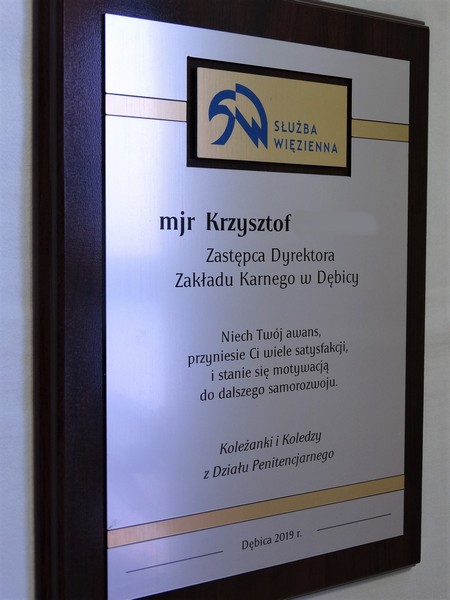 SŁUŻBA
WIĘZIENNA
mjr Krzysztof
Zastępca Dyrektora
Zakładu Karnego w Dębicy
Niech Twój awans,
przyniesie Ci wiele satysfakcji,
i stanie się motywacją
do dalszego samorozwoju.
Koleżanki i Koledzy
z Działu Penitencjarnego
Dębica 2019 r.